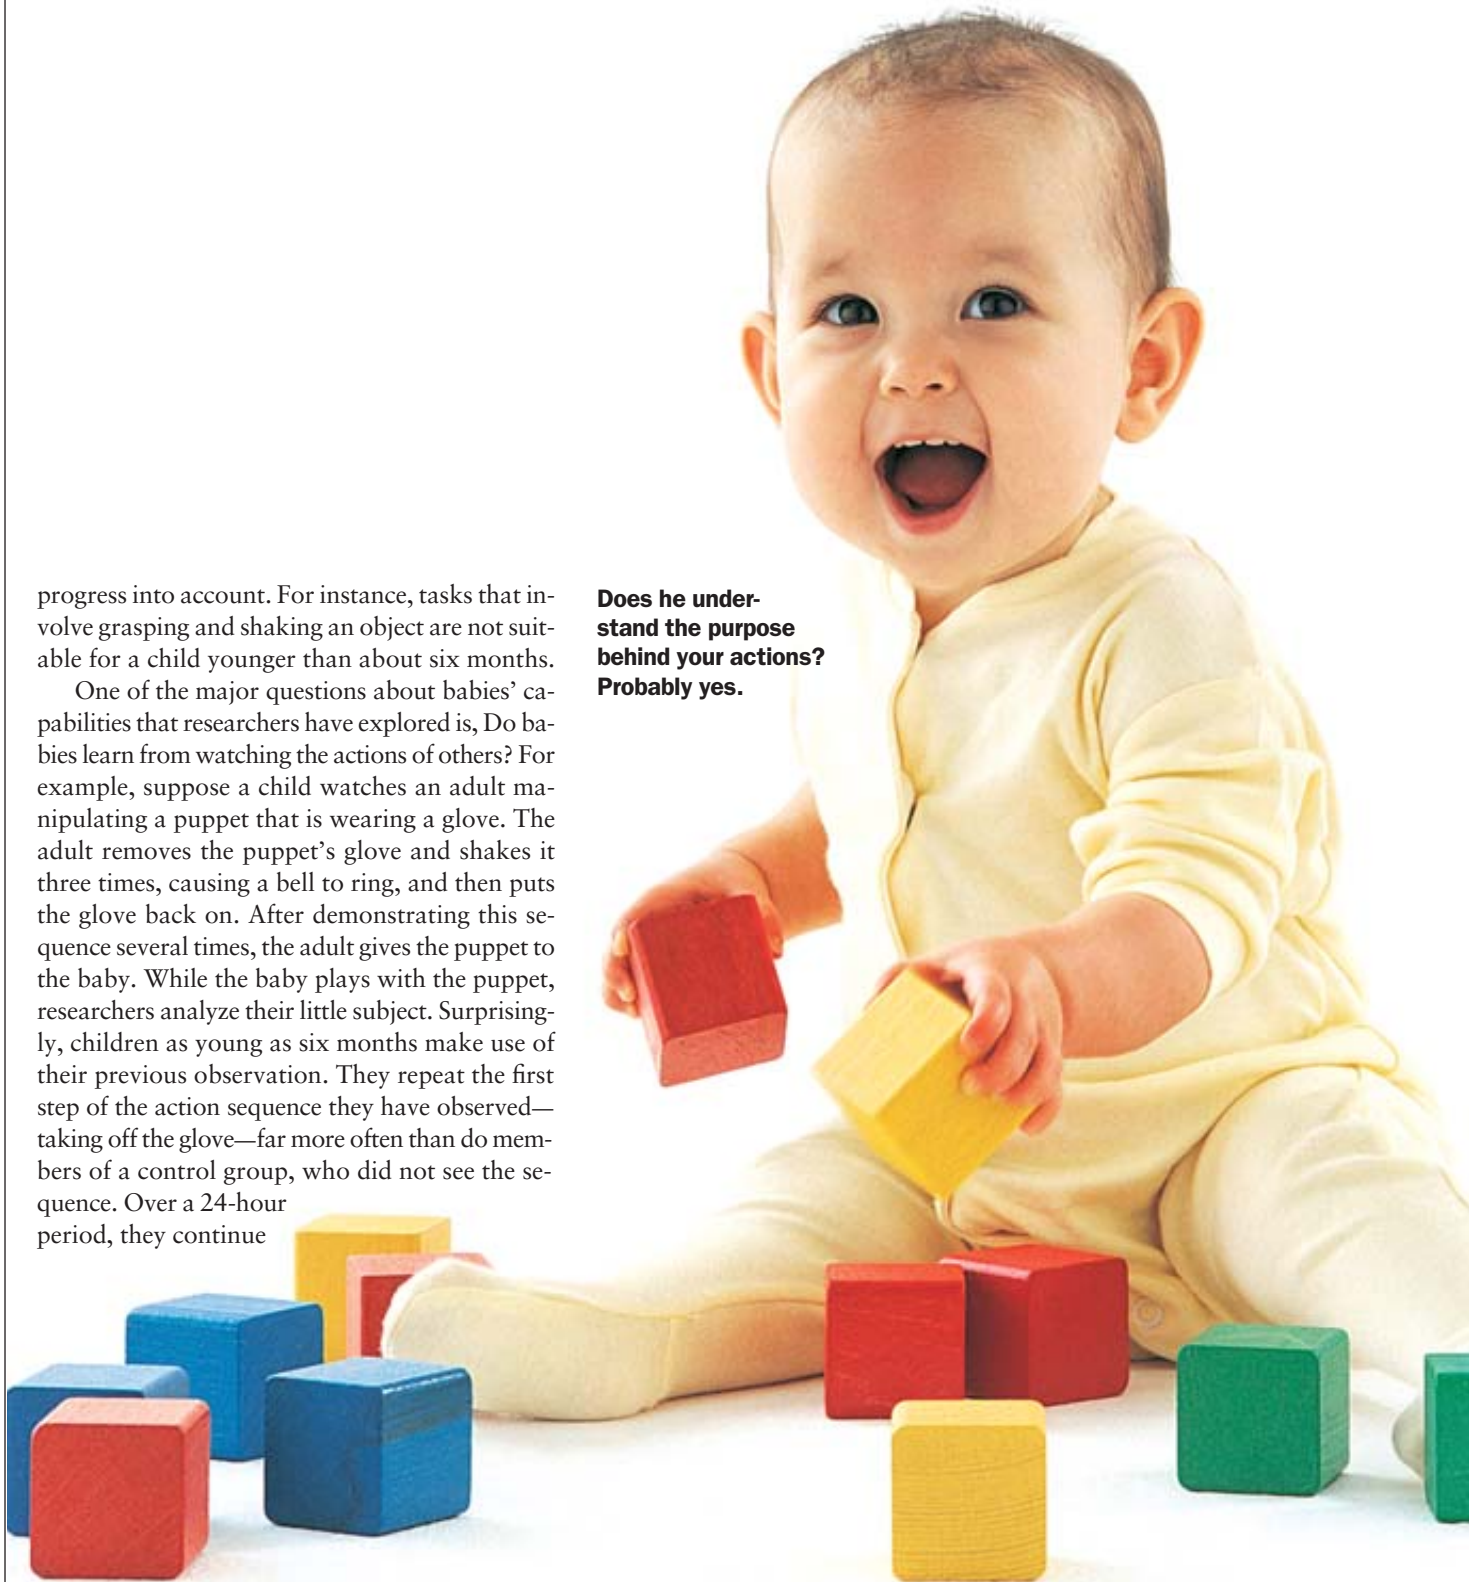 progress into account. For instance, tasks that in-
volve grasping and shaking an object are not suit-
able for a child younger than about six months.
One of the major questions about babies’ ca-
pabilities that researchers have explored is, Do ba-
bies learn from watching the actions of others? For
example, suppose a child watches an adult ma-
nipulating a puppet that is wearing a glove. The
adult removes the puppet’s glove and shakes it
three times, causing a bell to ring, and then puts
the glove back on. After demonstrating this se-
quence several times, the adult gives the puppet to
the baby. While the baby plays with the puppet,
researchers analyze their little subject. Surprising-
ly, children as young as six months make use of
their previous observation. They repeat the first
step of the action sequence they have observed—
taking off the glove—far more often than do mem-
bers of a control group, who did not see the se-
quence. Over a 24-hour
period, they continue
Does he under-
stand the purpose
behind your actions?
Probably yes.